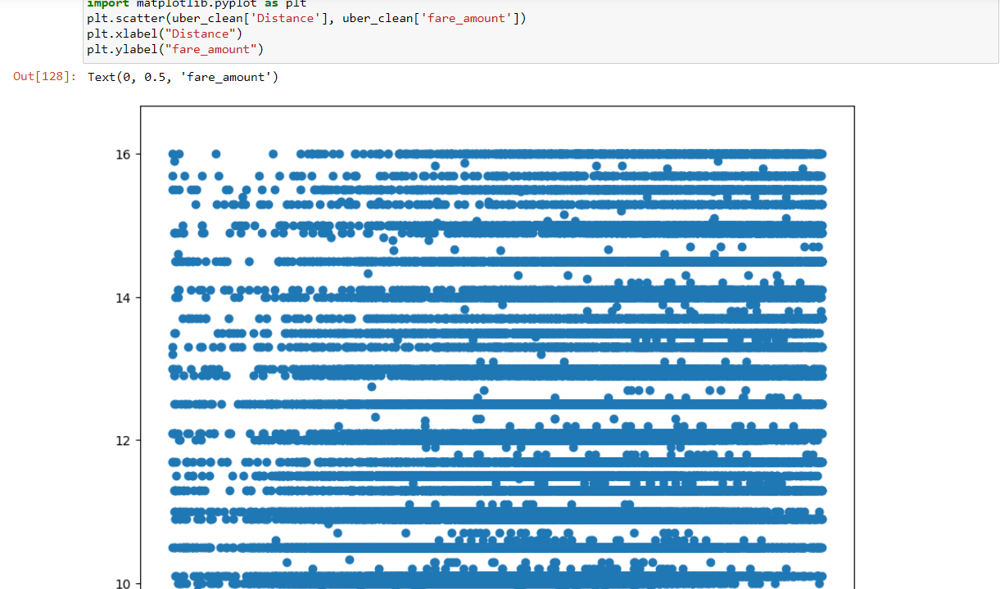 import matplotlib.pyplot as plt
plt.scatter(uber_clean['Distance'], uber_clean['fare_amount'])
plt.xlabel("Distance")
plt.ylabel("fare_amount")
Out[128]: Text(0, 0.5, 'fare_amount')
16
14
12
10